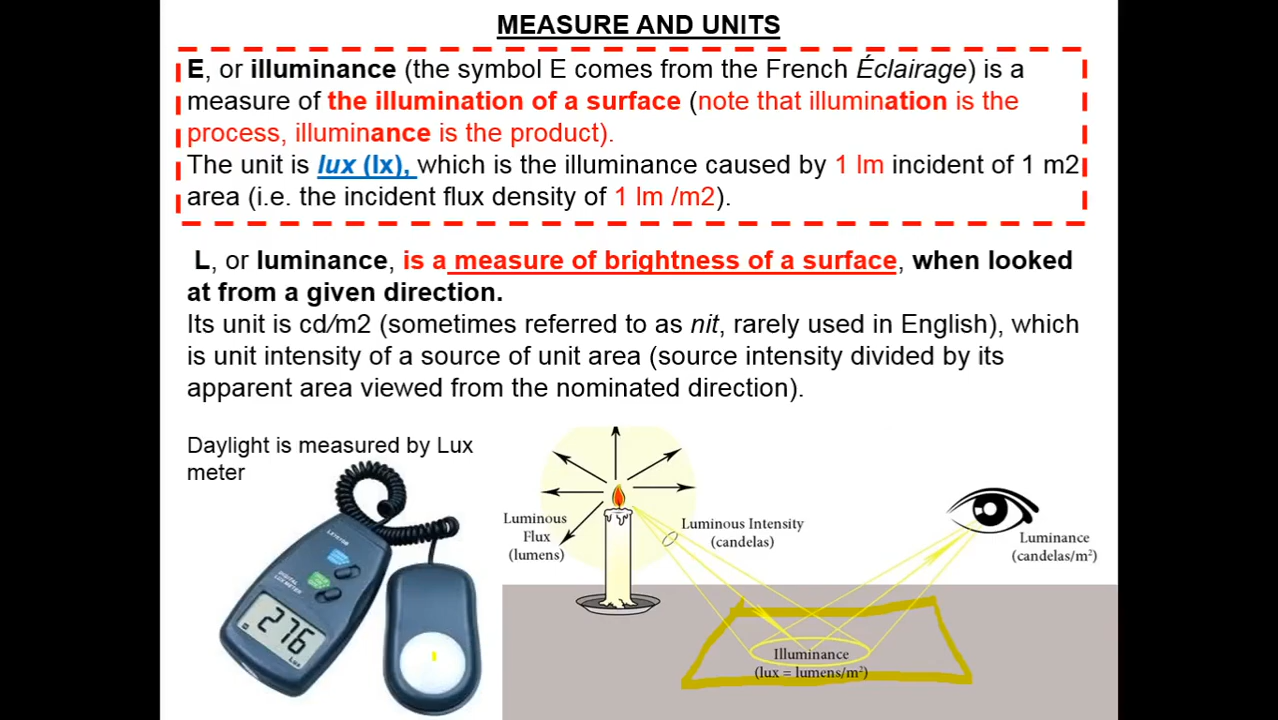 MEASURE AND UNITS
E, or illuminance (the symbol E comes from the French Éclairage) is a
measure of the illumination of a surface (note that illumination is the
process, illuminance is the product).
The unit is lux (lx), which is the illuminance caused by 1 lm incident of 1 m2
area (i.e. the incident flux density of 1 lm /m2).
L, or luminance, is a measure of brightness of a surface, when looked
at from a given direction.
Its unit is cd/m2 (sometimes referred to as nit, rarely used in English), which
is unit intensity of a source of unit area (source intensity divided by its
apparent area viewed from the nominated direction).
Daylight is measured by Lux
meter
DIGITAL
LUX METER
276
Lux
Luminous
Flux
(lumens)
Luminous Intensity
(candelas)
Luminance
(candelas/m²)
Illuminance
(lux = lumens/m²)